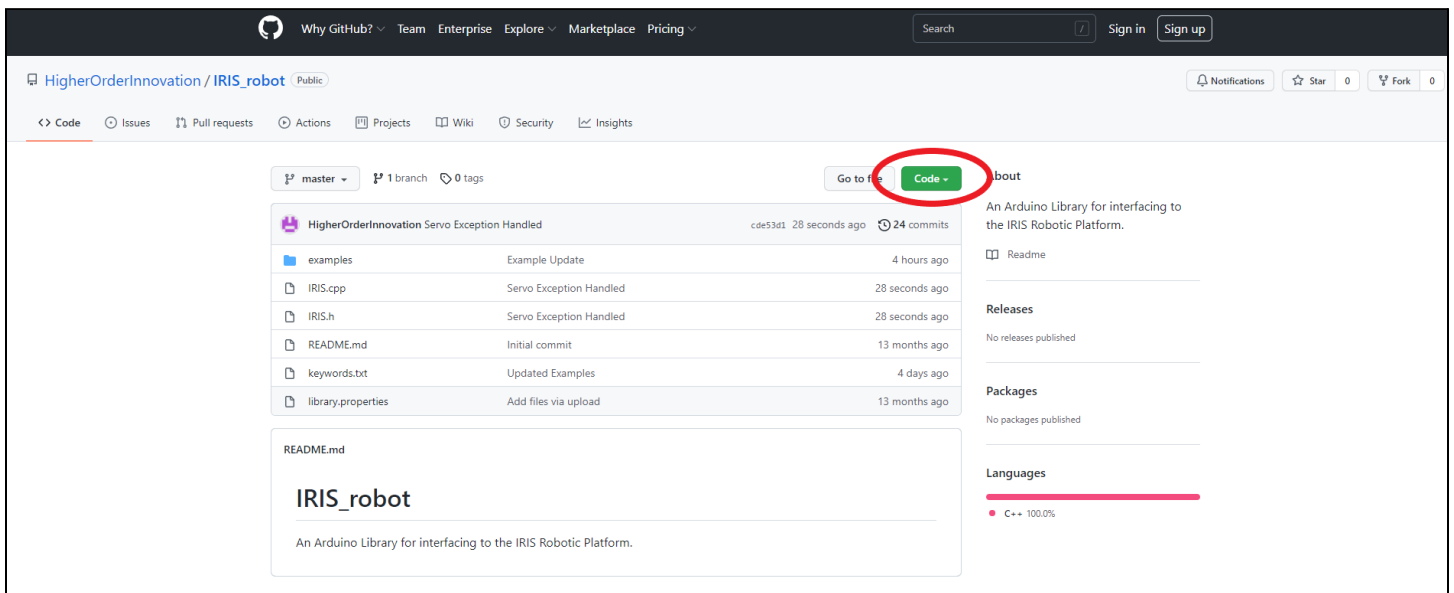 Why GitHub? Team Enterprise Explore Marketplace Pricing Search / Sign in Sign up
HigherOrderInnovation / IRIS_robot Public Notifications Star 0 Fork 0
<> Code Issues Pull requests Actions Projects Wiki Security Insights
master 1 branch 0 tags Go to Code
HigherOrderInnovation Servo Exception Handled cde53d1 28 seconds ago 24 commits
examples Example Update 4 hours ago
IRIS.cpp Servo Exception Handled 28 seconds ago
IRIS.h Servo Exception Handled 28 seconds ago
README.md Initial commit 13 months ago
keywords.txt Updated Examples 4 days ago
library.properties Add files via upload 13 months ago
README.md
IRIS_robot
An Arduino Library for interfacing to the IRIS Robotic Platform.
About
An Arduino Library for interfacing to
the IRIS Robotic Platform.
Readme
Releases
No releases published
Packages
No packages published
Languages
C++ 100.0%